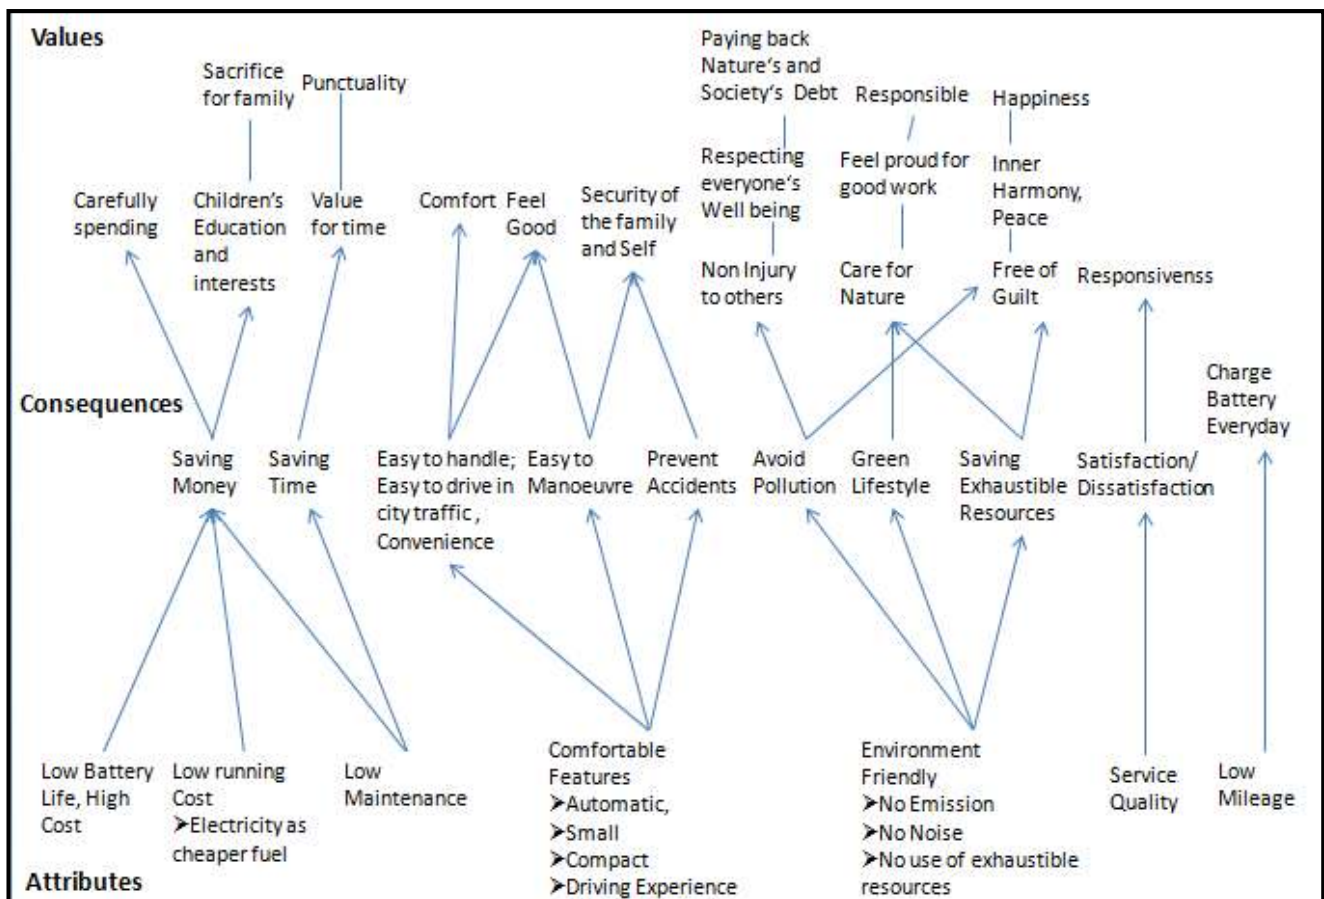 Values
Sacrifice
for family
Punctuality
Paying back
Nature's and
Society's Debt
Responsible
Happiness
Carefully
spending
Children's
Education
and
interests
Value
for time
Comfort
Feel
Good
Security of
the family
and Self
Respecting
everyone's
Well being
Feel proud for
good work
Inner
Harmony,
Peace
Non Injury
to others
Care for
Nature
Free of
Guilt
Responsivenss
Consequences
Charge
Battery
Everyday
Saving
Money
Saving
Time
Easy to handle;
Easy to drive in
city traffic ,
Convenience
Easy to
Manoeuvre
Prevent
Accidents
Avoid
Pollution
Green
Lifestyle
Saving
Exhaustible
Resources
Satisfaction/
Dissatisfaction
Low Battery
Life, High
Cost
Low running
Cost
➤Electricity as
cheaper fuel
Low
Maintenance
Comfortable
Features
➤Automatic,
➤Small
➤Compact
➤Driving Experience
Environment
Friendly
➤No Emission
➤No Noise
➤No use of exhaustible
resources
Service
Quality
Low
Mileage
Attributes